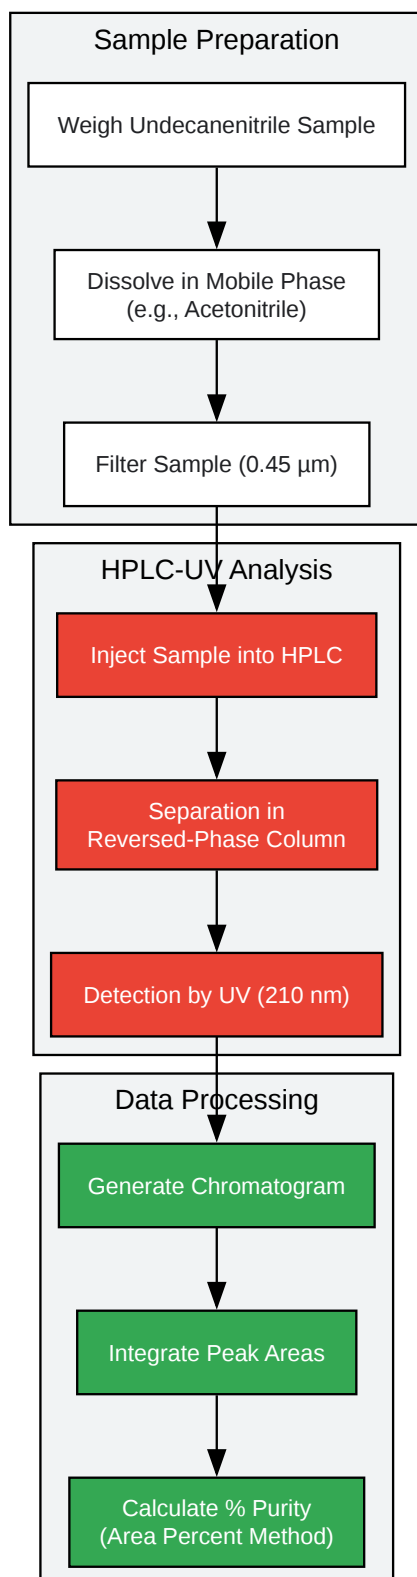 Sample Preparation
Weigh Undecanenitrile Sample
Dissolve in Mobile Phase
(e.g., Acetonitrile)
Filter Sample (0.45 µm)
HPLC-UV Analysis
Inject Sample into HPLC
Separation in
Reversed-Phase Column
Detection by UV (210 nm)
Data Processing
Generate Chromatogram
Integrate Peak Areas
Calculate % Purity
(Area Percent Method)